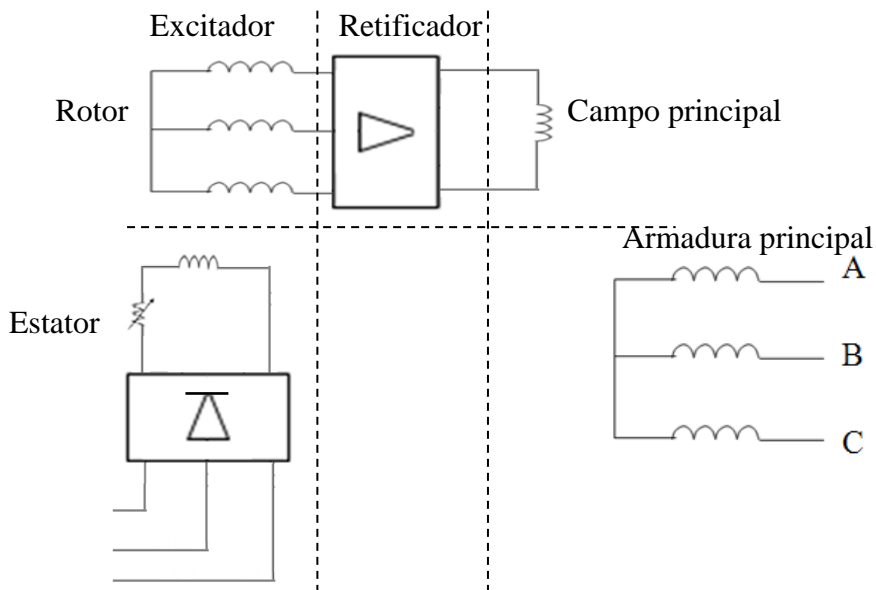 Excitador Retificador
Rotor
Campo principal
Armadura principal
A
Estator
B
C